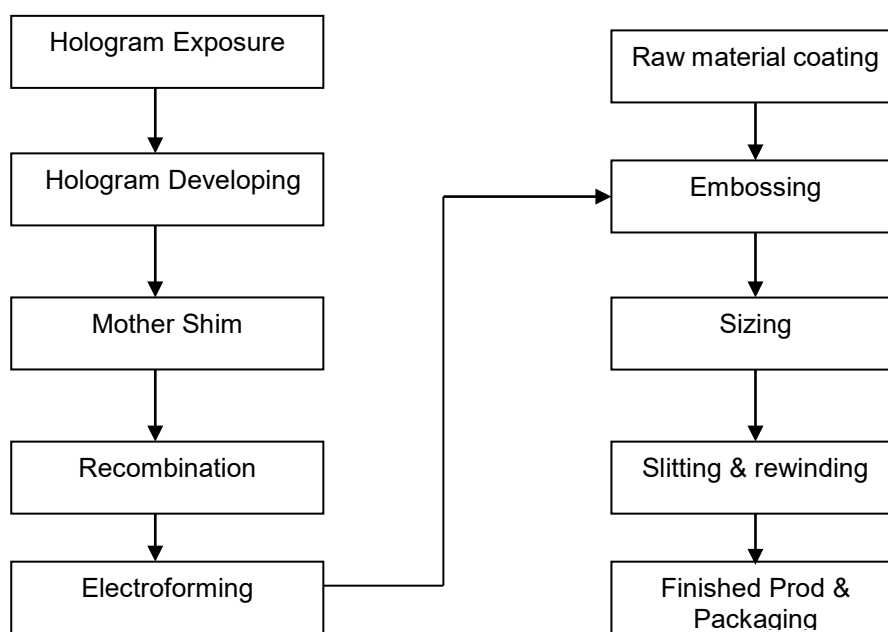 Hologram Exposure
Hologram Developing
Mother Shim
Recombination
Electroforming
Raw material coating
Embossing
Sizing
Slitting & rewinding
Finished Prod &
Packaging